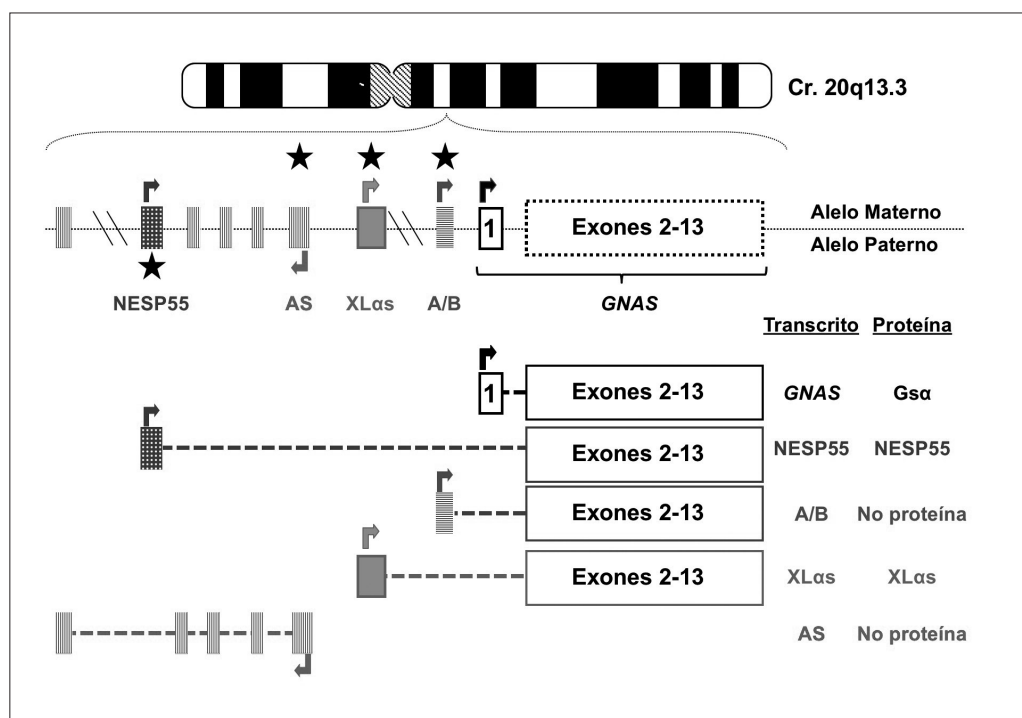 Cr. 20q13.3
1
Exones 2-13
Alelo Materno
Alelo Paterno
NESP55
AS
XLαs
A/B
GNAS
Transcrito Proteína
1
Exones 2-13
GNAS
Gsα
Exones 2-13
NESP55
NESP55
Exones 2-13
A/B
No proteína
Exones 2-13
XLαs
XLαs
AS
No proteína